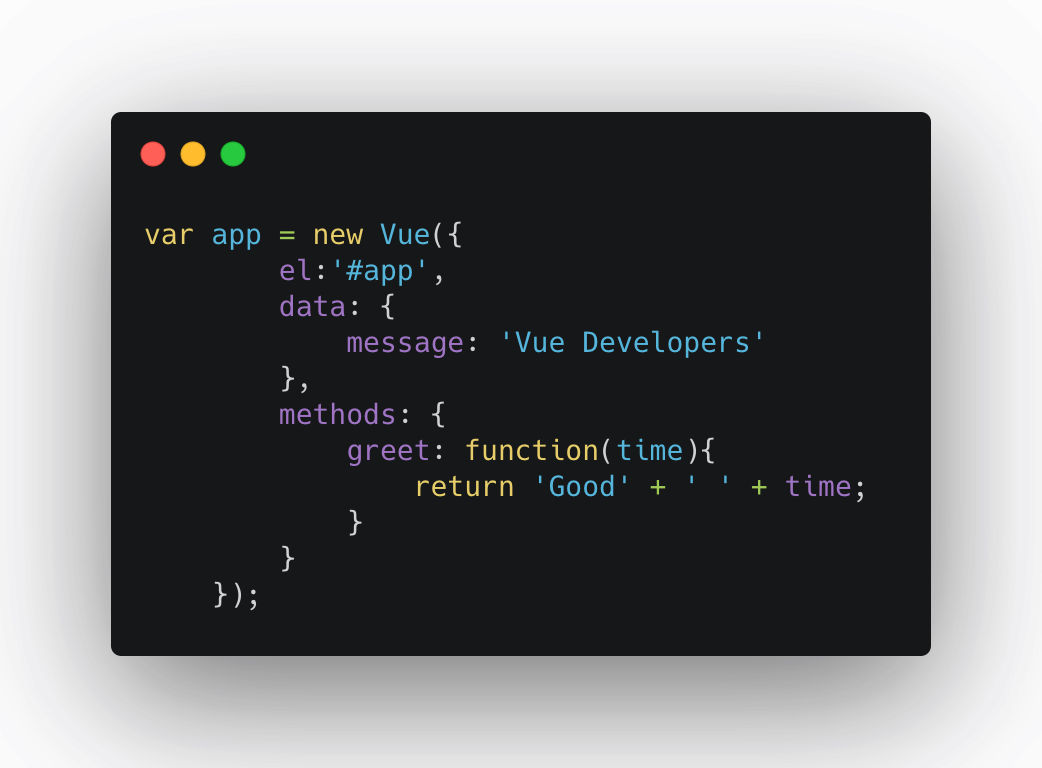 var app = new Vue({
        el:'#app',
        data: {
            message: 'Vue Developers'
        },
        methods: {
            greet: function(time){
                return 'Good' + ' ' + time;
            }
        }
    });